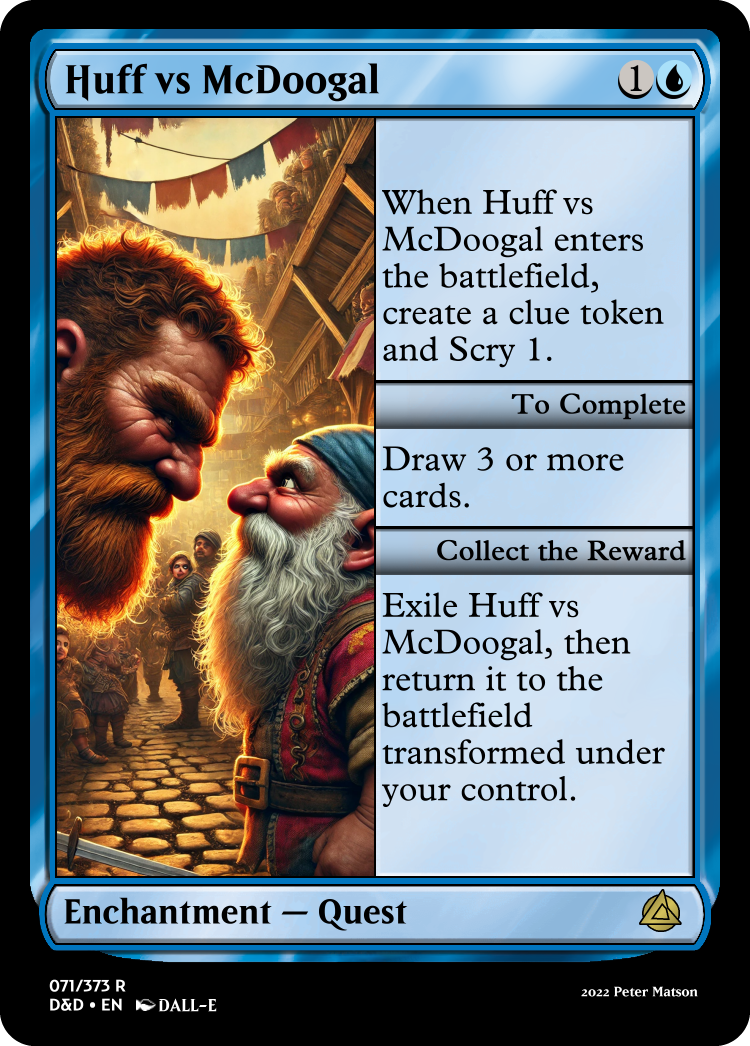 Huff vs McDoogal
1
When Huff vs
McDoogal enters
the battlefield,
create a clue token
and Scry 1.
To Complete
Draw 3 or more
cards.
Collect the Reward
Exile Huff vs
McDoogal, then
return it to the
battlefield
transformed under
your control.
Enchantment — Quest
071/373 R
D&D • EN DALL-E
2022 Peter Matson